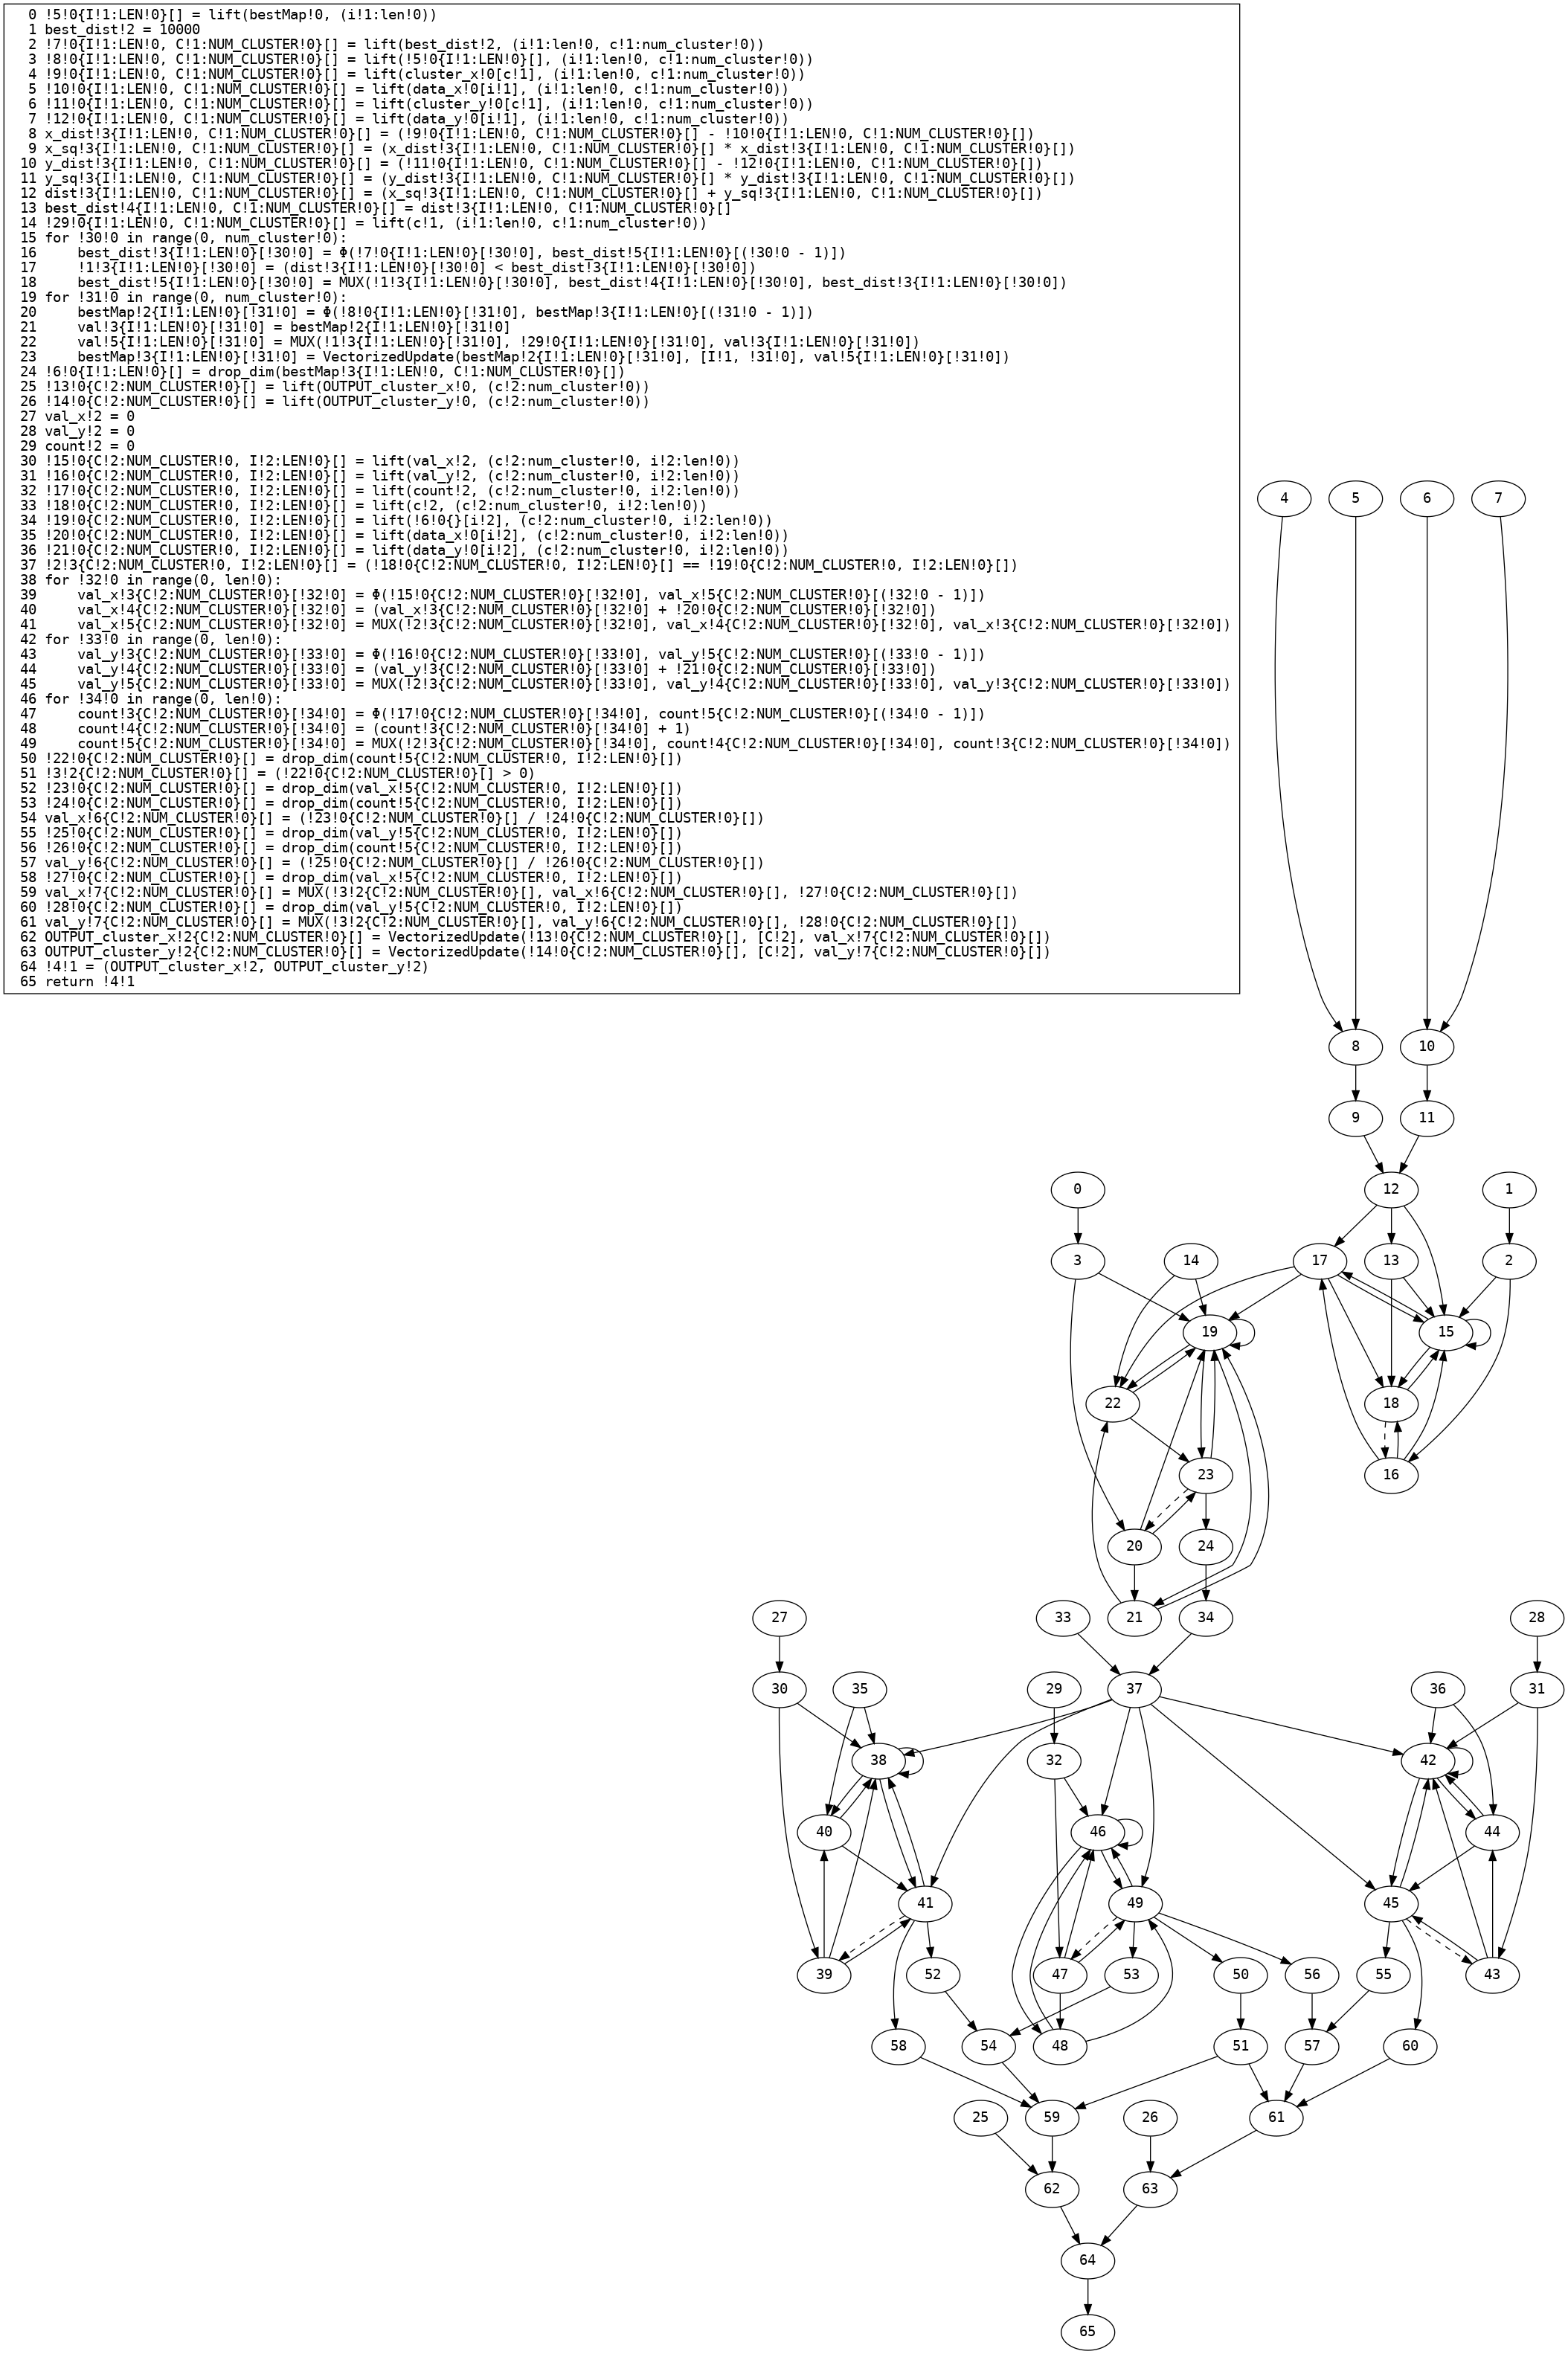 0 !5!0{I!1:LEN!0}[] = lift(bestMap!0, (i!1:len!0))
1 best_dist!2 = 10000
2 !7!0{I!1:LEN!0, C!1:NUM_CLUSTER!0}[] = lift(best_dist!2, (i!1:len!0, c!1:num_cluster!0))
3 !8!0{I!1:LEN!0, C!1:NUM_CLUSTER!0}[] = lift(!5!0{I!1:LEN!0}[], (i!1:len!0, c!1:num_cluster!0))
4 !9!0{I!1:LEN!0, C!1:NUM_CLUSTER!0}[] = lift(cluster_x!0[c!1], (i!1:len!0, c!1:num_cluster!0))
5 !10!0{I!1:LEN!0, C!1:NUM_CLUSTER!0}[] = lift(data_x!0[i!1], (i!1:len!0, c!1:num_cluster!0))
6 !11!0{I!1:LEN!0, C!1:NUM_CLUSTER!0}[] = lift(cluster_y!0[c!1], (i!1:len!0, c!1:num_cluster!0))
7 !12!0{I!1:LEN!0, C!1:NUM_CLUSTER!0}[] = lift(data_y!0[i!1], (i!1:len!0, c!1:num_cluster!0))
8 x_dist!3{I!1:LEN!0, C!1:NUM_CLUSTER!0}[] = (!9!0{I!1:LEN!0, C!1:NUM_CLUSTER!0}[] - !10!0{I!1:LEN!0, C!1:NUM_CLUSTER!0}[])
9 x_sq!3{I!1:LEN!0, C!1:NUM_CLUSTER!0}[] = (x_dist!3{I!1:LEN!0, C!1:NUM_CLUSTER!0}[] * x_dist!3{I!1:LEN!0, C!1:NUM_CLUSTER!0}[])
10 y_dist!3{I!1:LEN!0, C!1:NUM_CLUSTER!0}[] = (!11!0{I!1:LEN!0, C!1:NUM_CLUSTER!0}[] - !12!0{I!1:LEN!0, C!1:NUM_CLUSTER!0}[])
11 y_sq!3{I!1:LEN!0, C!1:NUM_CLUSTER!0}[] = (y_dist!3{I!1:LEN!0, C!1:NUM_CLUSTER!0}[] * y_dist!3{I!1:LEN!0, C!1:NUM_CLUSTER!0}[])
12 dist!3{I!1:LEN!0, C!1:NUM_CLUSTER!0}[] = (x_sq!3{I!1:LEN!0, C!1:NUM_CLUSTER!0}[] + y_sq!3{I!1:LEN!0, C!1:NUM_CLUSTER!0}[])
13 best_dist!4{I!1:LEN!0, C!1:NUM_CLUSTER!0}[] = dist!3{I!1:LEN!0, C!1:NUM_CLUSTER!0}[]
14 !29!0{I!1:LEN!0, C!1:NUM_CLUSTER!0}[] = lift(c!1, (i!1:len!0, c!1:num_cluster!0))
15 for !30!0 in range(0, num_cluster!0):
16     best_dist!3{I!1:LEN!0}[!30!0] = Φ(!7!0{I!1:LEN!0}[!30!0], best_dist!5{I!1:LEN!0}[(!30!0 - 1)])
17     !1!3{I!1:LEN!0}[!30!0] = (dist!3{I!1:LEN!0}[!30!0] < best_dist!3{I!1:LEN!0}[!30!0])
18     best_dist!5{I!1:LEN!0}[!30!0] = MUX(!1!3{I!1:LEN!0}[!30!0], best_dist!4{I!1:LEN!0}[!30!0], best_dist!3{I!1:LEN!0}[!30!0])
19 for !31!0 in range(0, num_cluster!0):
20     bestMap!2{I!1:LEN!0}[!31!0] = Φ(!8!0{I!1:LEN!0}[!31!0], bestMap!3{I!1:LEN!0}[(!31!0 - 1)])
21     val!3{I!1:LEN!0}[!31!0] = bestMap!2{I!1:LEN!0}[!31!0]
22     val!5{I!1:LEN!0}[!31!0] = MUX(!1!3{I!1:LEN!0}[!31!0], !29!0{I!1:LEN!0}[!31!0], val!3{I!1:LEN!0}[!31!0])
23     bestMap!3{I!1:LEN!0}[!31!0] = VectorizedUpdate(bestMap!2{I!1:LEN!0}[!31!0], [I!1, !31!0], val!5{I!1:LEN!0}[!31!0])
24 !6!0{I!1:LEN!0}[] = drop_dim(bestMap!3{I!1:LEN!0, C!1:NUM_CLUSTER!0}[])
25 !13!0{C!2:NUM_CLUSTER!0}[] = lift(OUTPUT_cluster_x!0, (c!2:num_cluster!0))
26 !14!0{C!2:NUM_CLUSTER!0}[] = lift(OUTPUT_cluster_y!0, (c!2:num_cluster!0))
27 val_x!2 = 0
28 val_y!2 = 0
29 count!2 = 0
30 !15!0{C!2:NUM_CLUSTER!0, I!2:LEN!0}[] = lift(val_x!2, (c!2:num_cluster!0, i!2:len!0))
31 !16!0{C!2:NUM_CLUSTER!0, I!2:LEN!0}[] = lift(val_y!2, (c!2:num_cluster!0, i!2:len!0))
32 !17!0{C!2:NUM_CLUSTER!0, I!2:LEN!0}[] = lift(count!2, (c!2:num_cluster!0, i!2:len!0))
33 !18!0{C!2:NUM_CLUSTER!0, I!2:LEN!0}[] = lift(c!2, (c!2:num_cluster!0, i!2:len!0))
34 !19!0{C!2:NUM_CLUSTER!0, I!2:LEN!0}[] = lift(!6!0{}[i!2], (c!2:num_cluster!0, i!2:len!0))
35 !20!0{C!2:NUM_CLUSTER!0, I!2:LEN!0}[] = lift(data_x!0[i!2], (c!2:num_cluster!0, i!2:len!0))
36 !21!0{C!2:NUM_CLUSTER!0, I!2:LEN!0}[] = lift(data_y!0[i!2], (c!2:num_cluster!0, i!2:len!0))
37 !2!3{C!2:NUM_CLUSTER!0, I!2:LEN!0}[] = (!18!0{C!2:NUM_CLUSTER!0, I!2:LEN!0}[] == !19!0{C!2:NUM_CLUSTER!0, I!2:LEN!0}[])
38 for !32!0 in range(0, len!0):
39     val_x!3{C!2:NUM_CLUSTER!0}[!32!0] = Φ(!15!0{C!2:NUM_CLUSTER!0}[!32!0], val_x!5{C!2:NUM_CLUSTER!0}[(!32!0 - 1)])
40     val_x!4{C!2:NUM_CLUSTER!0}[!32!0] = (val_x!3{C!2:NUM_CLUSTER!0}[!32!0] + !20!0{C!2:NUM_CLUSTER!0}[!32!0])
41     val_x!5{C!2:NUM_CLUSTER!0}[!32!0] = MUX(!2!3{C!2:NUM_CLUSTER!0}[!32!0], val_x!4{C!2:NUM_CLUSTER!0}[!32!0], val_x!3{C!2:NUM_CLUSTER!0}[!32!0])
42 for !33!0 in range(0, len!0):
43     val_y!3{C!2:NUM_CLUSTER!0}[!33!0] = Φ(!16!0{C!2:NUM_CLUSTER!0}[!33!0], val_y!5{C!2:NUM_CLUSTER!0}[(!33!0 - 1)])
44     val_y!4{C!2:NUM_CLUSTER!0}[!33!0] = (val_y!3{C!2:NUM_CLUSTER!0}[!33!0] + !21!0{C!2:NUM_CLUSTER!0}[!33!0])
45     val_y!5{C!2:NUM_CLUSTER!0}[!33!0] = MUX(!2!3{C!2:NUM_CLUSTER!0}[!33!0], val_y!4{C!2:NUM_CLUSTER!0}[!33!0], val_y!3{C!2:NUM_CLUSTER!0}[!33!0])
46 for !34!0 in range(0, len!0):
47     count!3{C!2:NUM_CLUSTER!0}[!34!0] = Φ(!17!0{C!2:NUM_CLUSTER!0}[!34!0], count!5{C!2:NUM_CLUSTER!0}[(!34!0 - 1)])
48     count!4{C!2:NUM_CLUSTER!0}[!34!0] = (count!3{C!2:NUM_CLUSTER!0}[!34!0] + 1)
49     count!5{C!2:NUM_CLUSTER!0}[!34!0] = MUX(!2!3{C!2:NUM_CLUSTER!0}[!34!0], count!4{C!2:NUM_CLUSTER!0}[!34!0], count!3{C!2:NUM_CLUSTER!0}[!34!0])
50 !22!0{C!2:NUM_CLUSTER!0}[] = drop_dim(count!5{C!2:NUM_CLUSTER!0, I!2:LEN!0}[])
51 !3!2{C!2:NUM_CLUSTER!0}[] = (!22!0{C!2:NUM_CLUSTER!0}[] > 0)
52 !23!0{C!2:NUM_CLUSTER!0}[] = drop_dim(val_x!5{C!2:NUM_CLUSTER!0, I!2:LEN!0}[])
53 !24!0{C!2:NUM_CLUSTER!0}[] = drop_dim(count!5{C!2:NUM_CLUSTER!0, I!2:LEN!0}[])
54 val_x!6{C!2:NUM_CLUSTER!0}[] = (!23!0{C!2:NUM_CLUSTER!0}[] / !24!0{C!2:NUM_CLUSTER!0}[])
55 !25!0{C!2:NUM_CLUSTER!0}[] = drop_dim(val_y!5{C!2:NUM_CLUSTER!0, I!2:LEN!0}[])
56 !26!0{C!2:NUM_CLUSTER!0}[] = drop_dim(count!5{C!2:NUM_CLUSTER!0, I!2:LEN!0}[])
57 val_y!6{C!2:NUM_CLUSTER!0}[] = (!25!0{C!2:NUM_CLUSTER!0}[] / !26!0{C!2:NUM_CLUSTER!0}[])
58 !27!0{C!2:NUM_CLUSTER!0}[] = drop_dim(val_x!5{C!2:NUM_CLUSTER!0, I!2:LEN!0}[])
59 val_x!7{C!2:NUM_CLUSTER!0}[] = MUX(!3!2{C!2:NUM_CLUSTER!0}[], val_x!6{C!2:NUM_CLUSTER!0}[], !27!0{C!2:NUM_CLUSTER!0}[])
60 !28!0{C!2:NUM_CLUSTER!0}[] = drop_dim(val_y!5{C!2:NUM_CLUSTER!0, I!2:LEN!0}[])
61 val_y!7{C!2:NUM_CLUSTER!0}[] = MUX(!3!2{C!2:NUM_CLUSTER!0}[], val_y!6{C!2:NUM_CLUSTER!0}[], !28!0{C!2:NUM_CLUSTER!0}[])
62 OUTPUT_cluster_x!2{C!2:NUM_CLUSTER!0}[] = VectorizedUpdate(!13!0{C!2:NUM_CLUSTER!0}[], [C!2], val_x!7{C!2:NUM_CLUSTER!0}[])
63 OUTPUT_cluster_y!2{C!2:NUM_CLUSTER!0}[] = VectorizedUpdate(!14!0{C!2:NUM_CLUSTER!0}[], [C!2], val_y!7{C!2:NUM_CLUSTER!0}[])
64 !4!1 = (OUTPUT_cluster_x!2, OUTPUT_cluster_y!2)
65 return !4!1
4 5 6 7
8 10
9 11
0 12 1
3 14 17 13 2
19 15
22 18
23 16
20 24
27 33 21 34 28
30 35 29 37 36 31
38 32 42
40 46 44
41 49 45
39 52 47 53 50 56 55 43
58 54 48 51 57 60
25 59 26 61
62 63
64
65